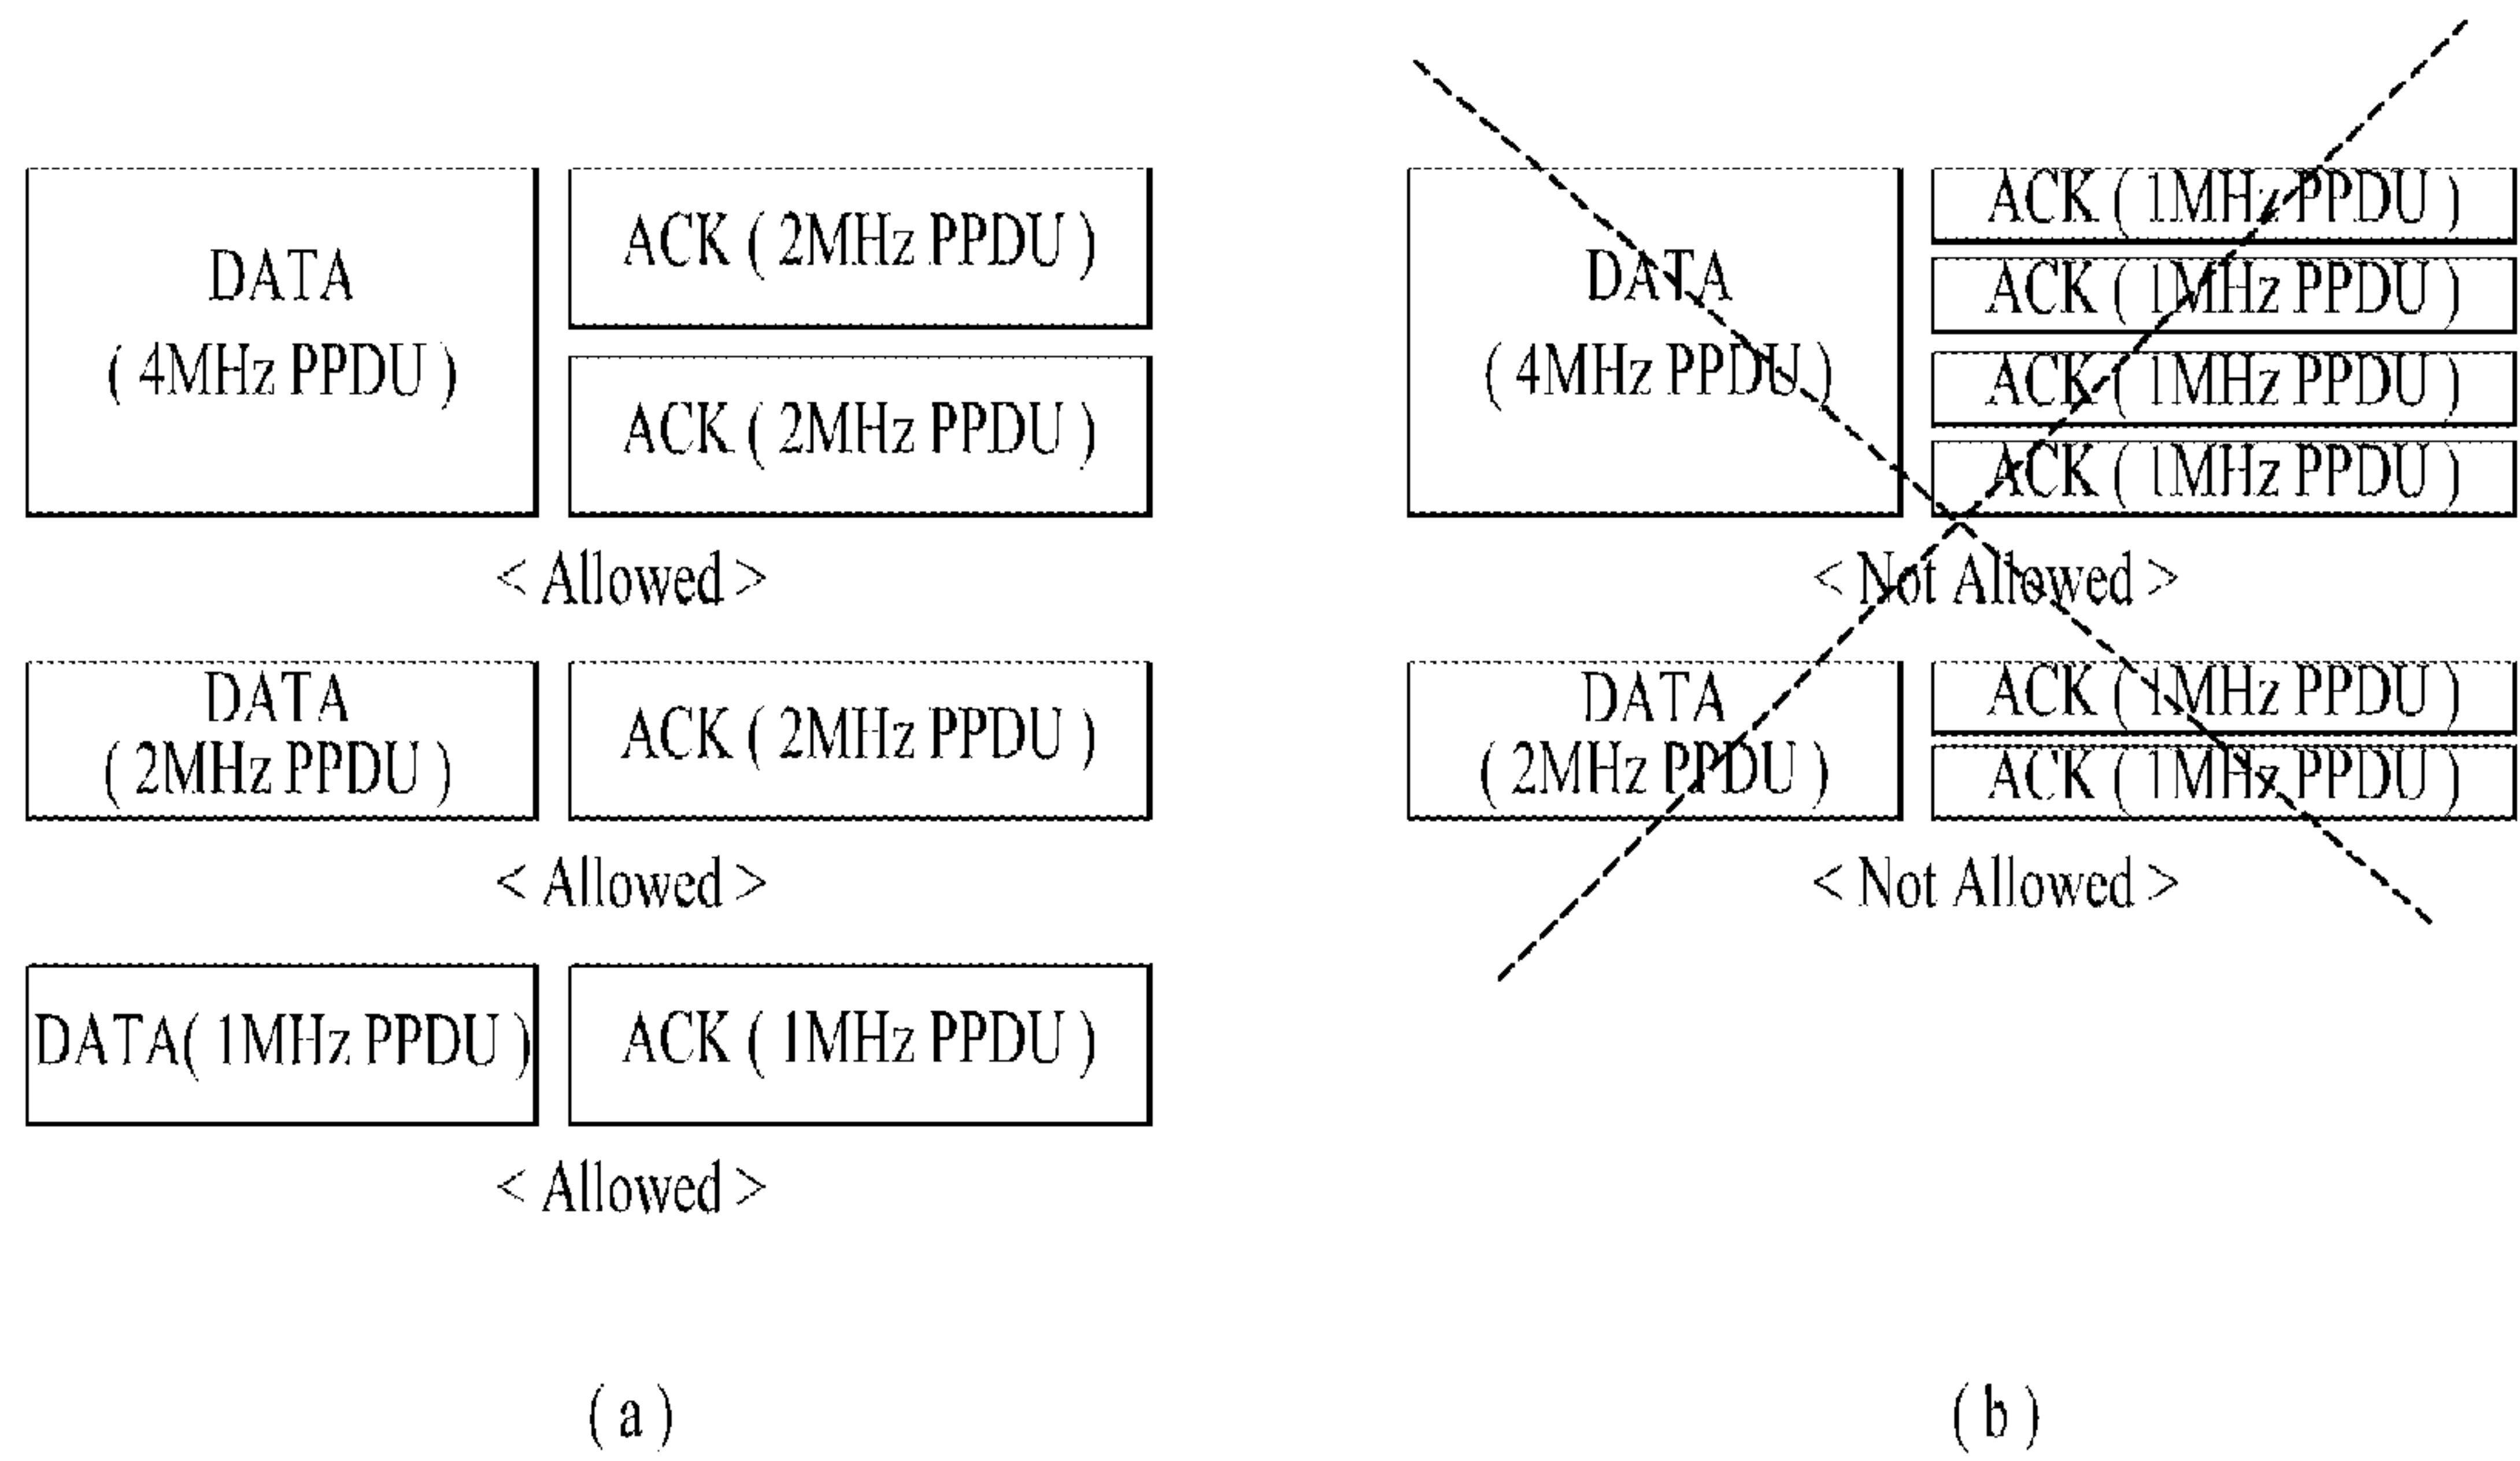 DATA
( 4MHz PPDU )
ACK ( 2MHz PPDU )
ACK ( 2MHz PPDU )
< Allowed >
DATA
( 2MHz PPDU )
ACK ( 2MHz PPDU )
< Allowed >
DATA( 1MHz PPDU )
ACK ( 1MHz PPDU )
< Allowed >
( a )
DATA
( 4MHz PPDU )
ACK ( 1MHz PPDU )
ACK ( 1MHz PPDU )
ACK ( 1MHz PPDU )
ACK ( 1MHz PPDU )
< Not Allowed >
DATA
( 2MHz PPDU )
ACK ( 1MHz PPDU )
ACK ( 1MHz PPDU )
< Not Allowed >
( b )